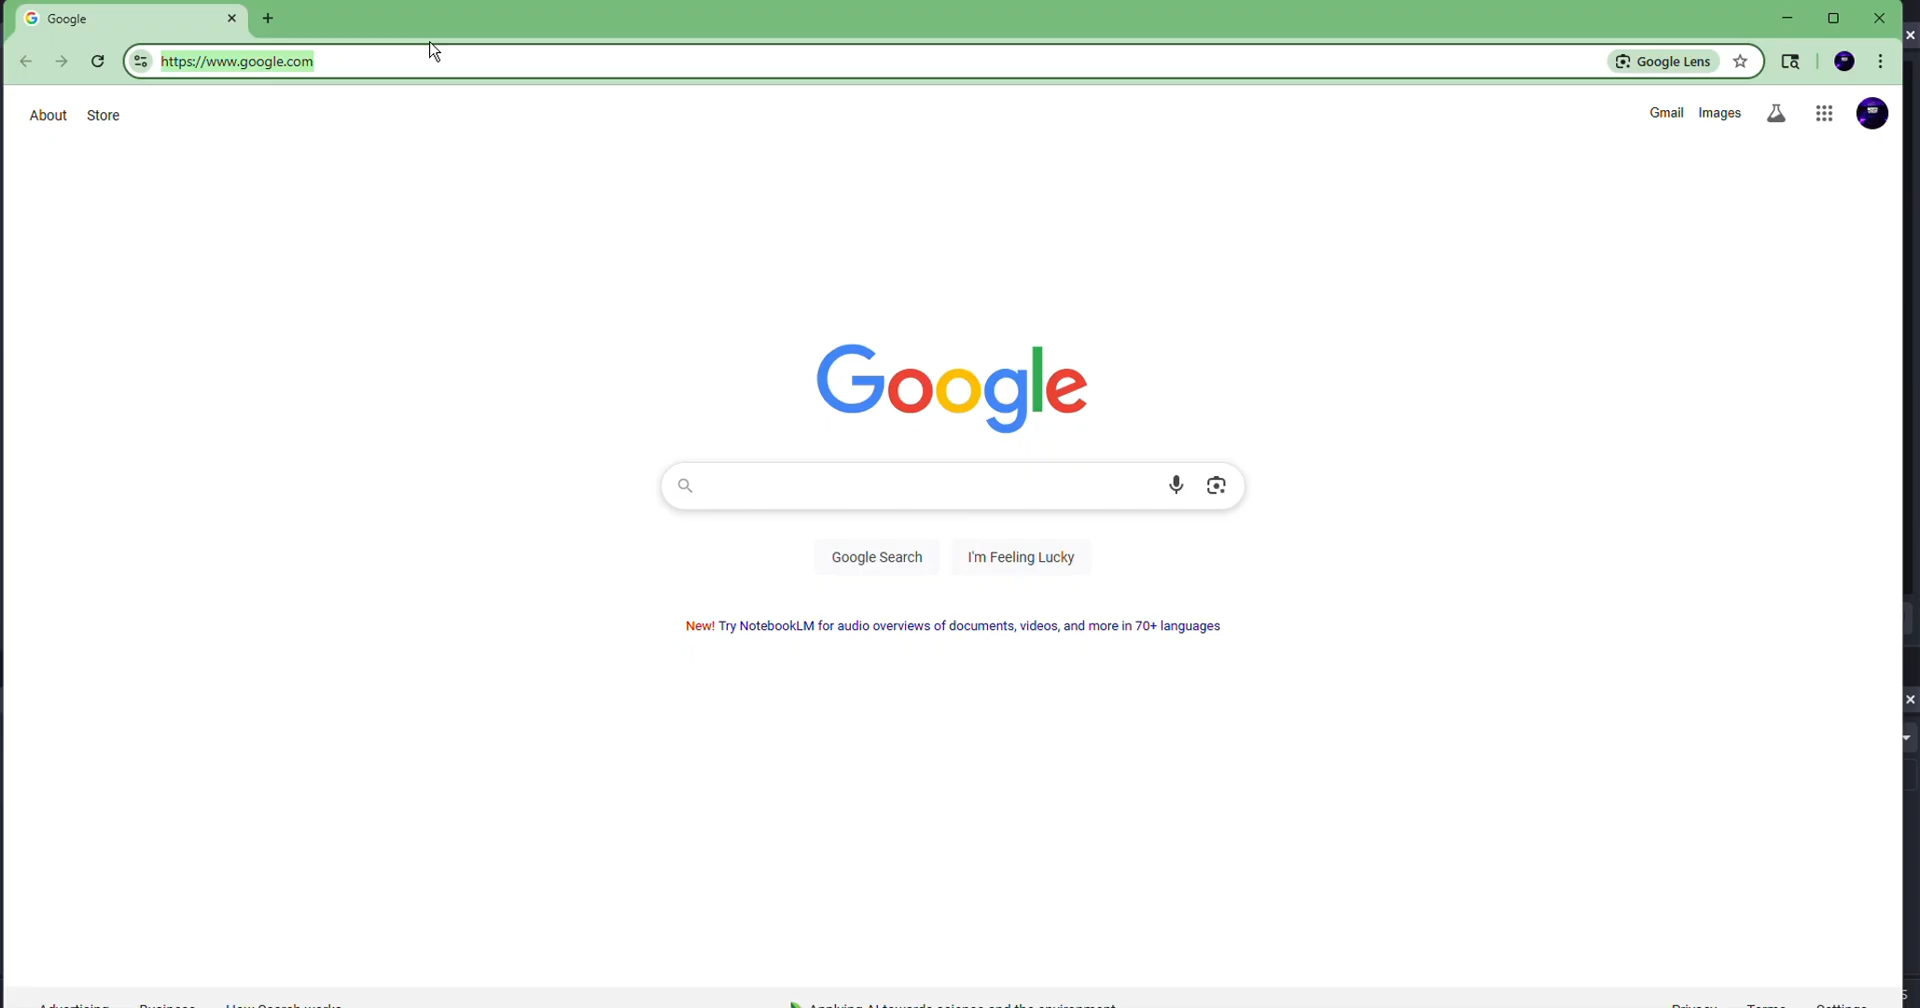 Google
https://www.google.com
Google Lens
About Store
Gmail Images
Google
Google Search I'm Feeling Lucky
New! Try NotebookLM for audio overviews of documents, videos, and more in 70+ languages
Advertising Business How Search works Applying AI towards science and the environment Privacy Terms Settings